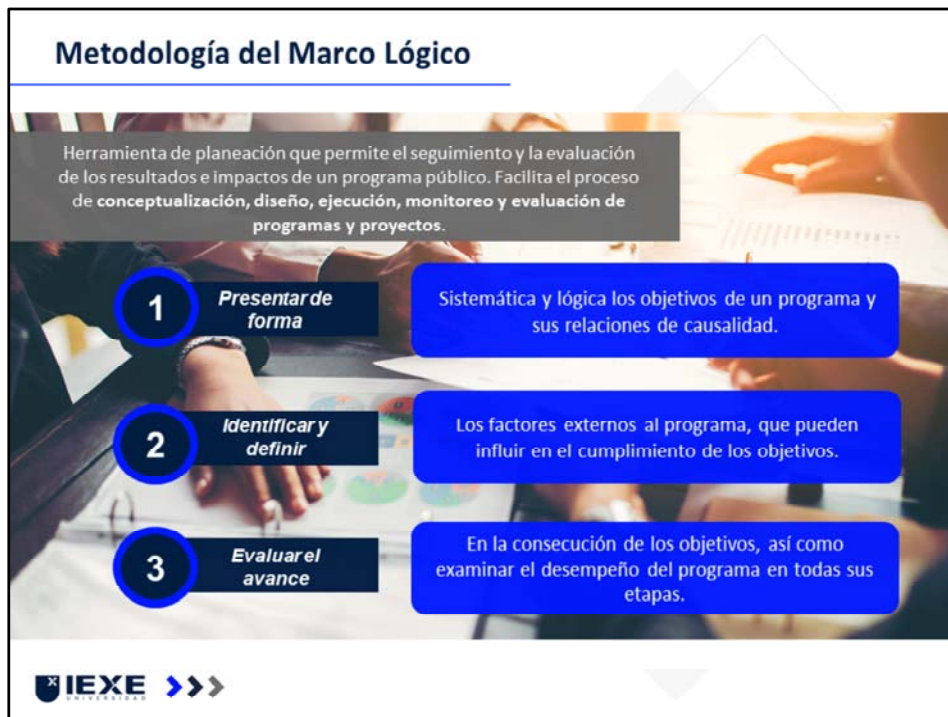 Metodología del Marco Lógico
Herramienta de planeación que permite el seguimiento y la evaluación
de los resultados e impactos de un programa público. Facilita el proceso
de conceptualización, diseño, ejecución, monitoreo y evaluación de
programas y proyectos.
1
Presentar de
forma
Sistemática y lógica los objetivos de un programa y
sus relaciones de causalidad.
2
Identificar y
definir
Los factores externos al programa, que pueden
influir en el cumplimiento de los objetivos.
3
Evaluar el
avance
En la consecución de los objetivos, así como
examinar el desempeño del programa en todas sus
etapas.
IEXE
UNIVERSIDAD